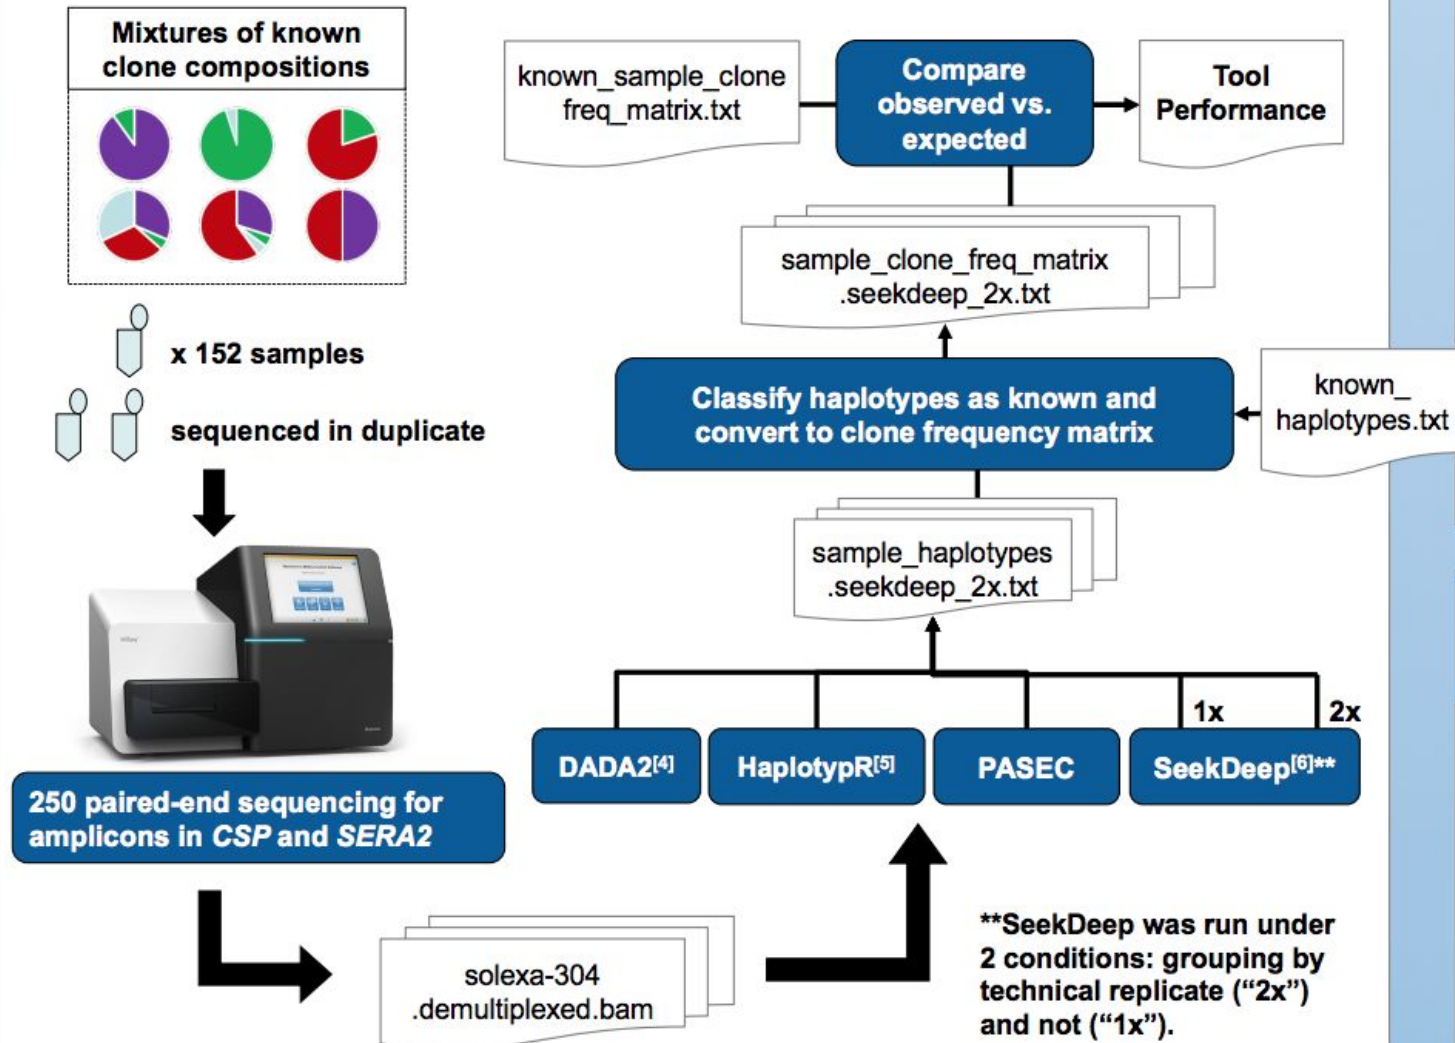 Mixtures of known
clone compositions
x 152 samples
sequenced in duplicate
250 paired-end sequencing for
amplicons in CSP and SERA2
solexa-304
.demultiplexed.bam
known_sample_clone
freq_matrix.txt
Compare
observed vs.
expected
Tool
Performance
sample_clone_freq_matrix
.seekdeep_2x.txt
Classify haplotypes as known and
convert to clone frequency matrix
known_
haplotypes.txt
sample_haplotypes
.seekdeep_2x.txt
1x
2x
DADA2[4]
HaplotypR[5]
PASEC
SeekDeep[6]**
**SeekDeep was run under
2 conditions: grouping by
technical replicate (“2x”)
and not (“1x”).